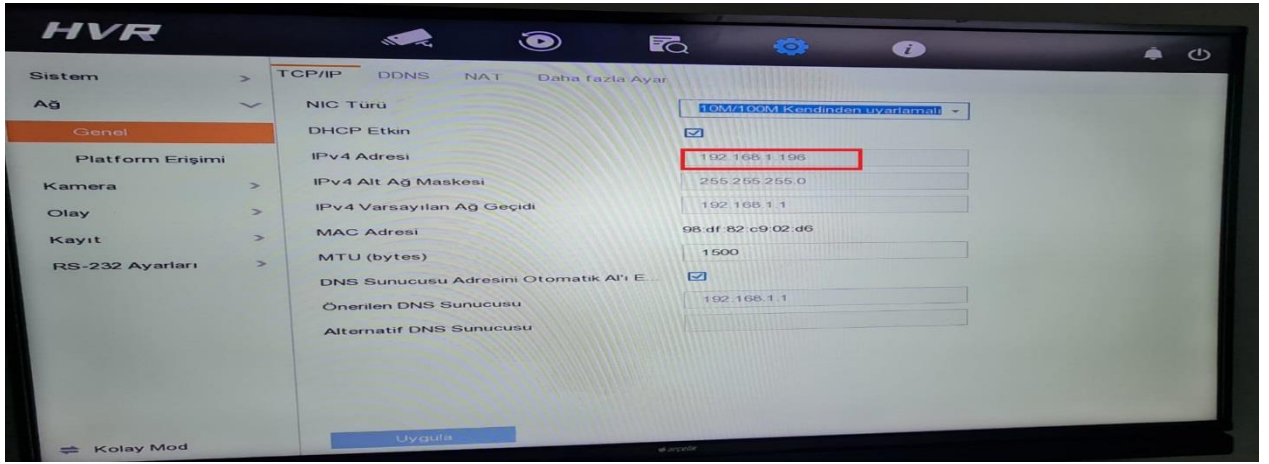 HVR
Sistem
Ağ
Genel
Platform Erişimi
Kamera
Olay
Kayıt
RS-232 Ayarları
Kolay Mod
TCP/IP DDNS NAT Daha fazla Ayar
NIC Türü 10M/100M Kendinden uyarlamalı
DHCP Etkin
IPv4 Adresi 192.168.1.196
IPv4 Alt Ağ Maskesi 255.255.255.0
IPv4 Varsayılan Ağ Geçidi 192.168.1.1
MAC Adresi 98:df:82:c9:02:d6
MTU (bytes) 1500
DNS Sunucusu Adresini Otomatik Al'ı E...
Önerilen DNS Sunucusu 192.168.1.1
Alternatif DNS Sunucusu
Uygula
arçelik